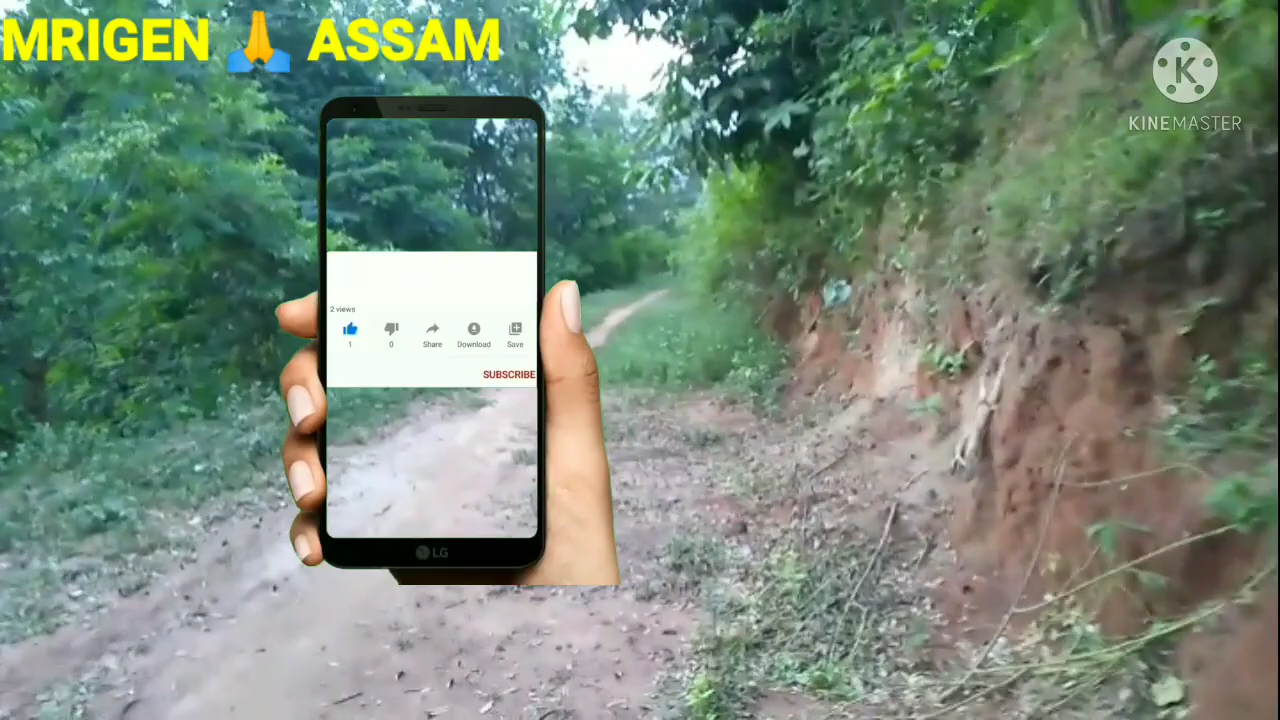 MRIGEN 🙏 ASSAM
KINEMASTER
2 views
1 0 Share Download Save
SUBSCRIBE
LG